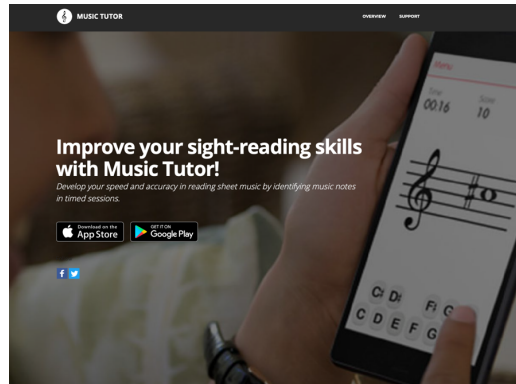 MUSIC TUTOR
OVERVIEW SUPPORT
Improve your sight-reading skills
with Music Tutor!
Develop your speed and accuracy in reading sheet music by identifying music notes
in timed sessions.
Download on the
App Store
GET IT ON
Google Play
Menu
Time Score
00:16 10
C# D# F# G
C D E F G